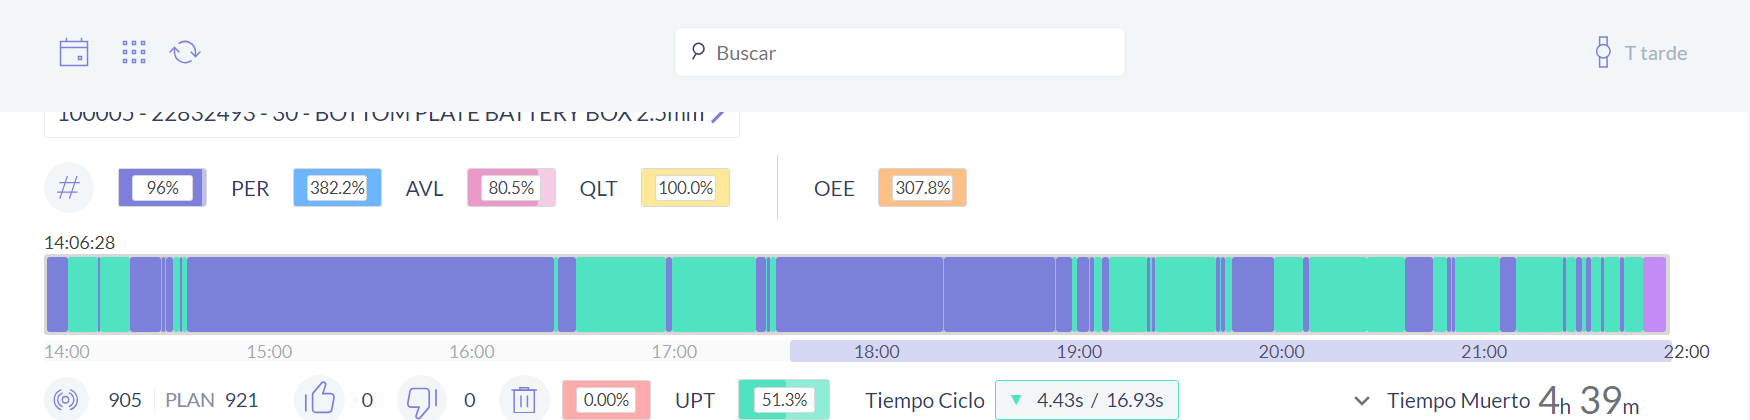 Buscar
T tarde
100005 - 22832493 - 30 - BOTTOM PLATE BATTERY BOX 2.5mm
# 96% PER 382.2% AVL 80.5% QLT 100.0% OEE 307.8%
14:06:28
14:00 15:00 16:00 17:00 18:00 19:00 20:00 21:00 22:00
905 PLAN 921 0 0 0.00% UPT 51.3% Tiempo Ciclo 4.43s / 16.93s Tiempo Muerto 4h 39m